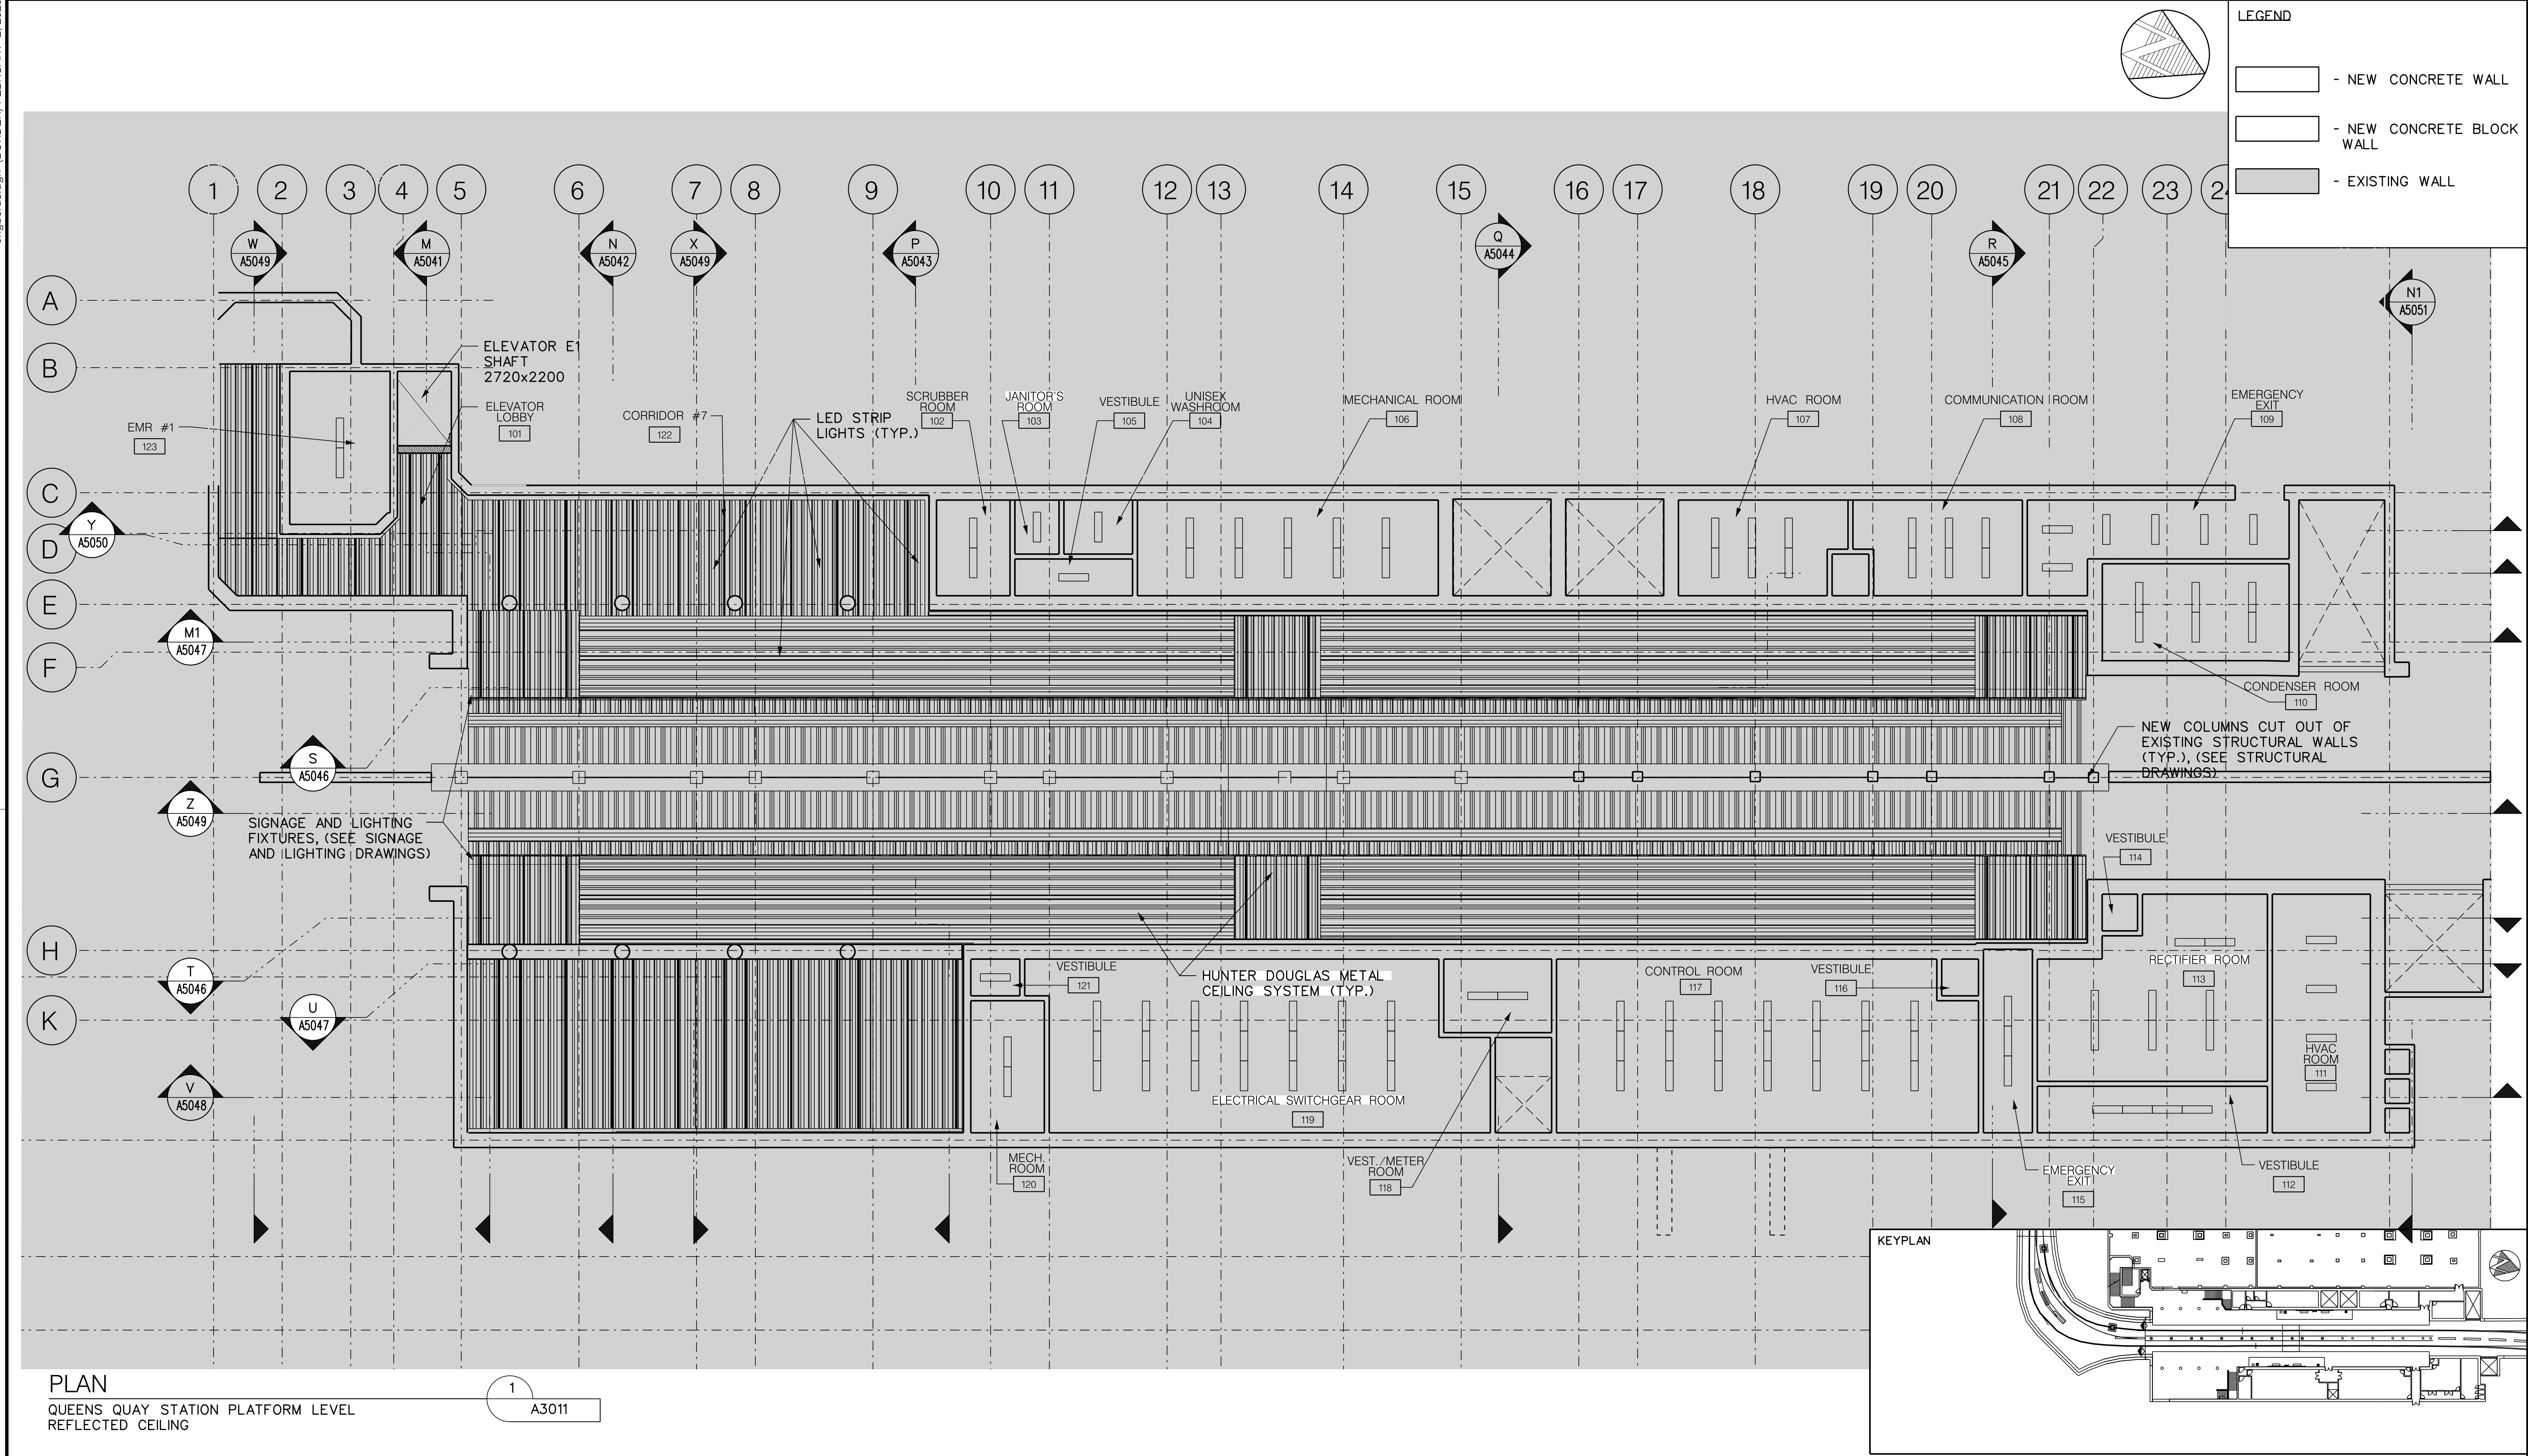 LEGEND
- NEW CONCRETE WALL
- NEW CONCRETE BLOCK
WALL
- EXISTING WALL
1 2 3 4 5 6 7 8 9 10 11 12 13 14 15 16 17 18 19 20 21 22 23
W
A5049
M
A5041
N
A5042
X
A5049
P
A5043
Q
A5044
R
A5045
N1
A5051
A
B
C
D
E
F
G
H
K
Y
A5050
M1
A5047
S
A5046
Z
A5049
T
A5046
U
A5047
V
A5048
ELEVATOR E1
SHAFT
2720x2200
ELEVATOR
LOBBY
101
EMR #1
123
CORRIDOR #7
122
LED STRIP
LIGHTS (TYP.)
SCRUBBER
ROOM
102
JANITOR'S
ROOM
103
VESTIBULE
105
UNISEX
WASHROOM
104
MECHANICAL ROOM
106
HVAC ROOM
107
COMMUNICATION ROOM
108
EMERGENCY
EXIT
109
CONDENSER ROOM
110
NEW COLUMNS CUT OUT OF
EXISTING STRUCTURAL WALLS
(TYP.), (SEE STRUCTURAL
DRAWINGS)
SIGNAGE AND LIGHTING
FIXTURES, (SEE SIGNAGE
AND LIGHTING DRAWINGS)
VESTIBULE
114
HUNTER DOUGLAS METAL
CEILING SYSTEM (TYP.)
VESTIBULE
121
CONTROL ROOM
117
VESTIBULE
116
RECTIFIER ROOM
113
HVAC
ROOM
111
ELECTRICAL SWITCHGEAR ROOM
119
MECH.
ROOM
120
VEST./METER
ROOM
118
EMERGENCY
EXIT
115
VESTIBULE
112
KEYPLAN
PLAN
QUEENS QUAY STATION PLATFORM LEVEL
REFLECTED CEILING
1
A3011